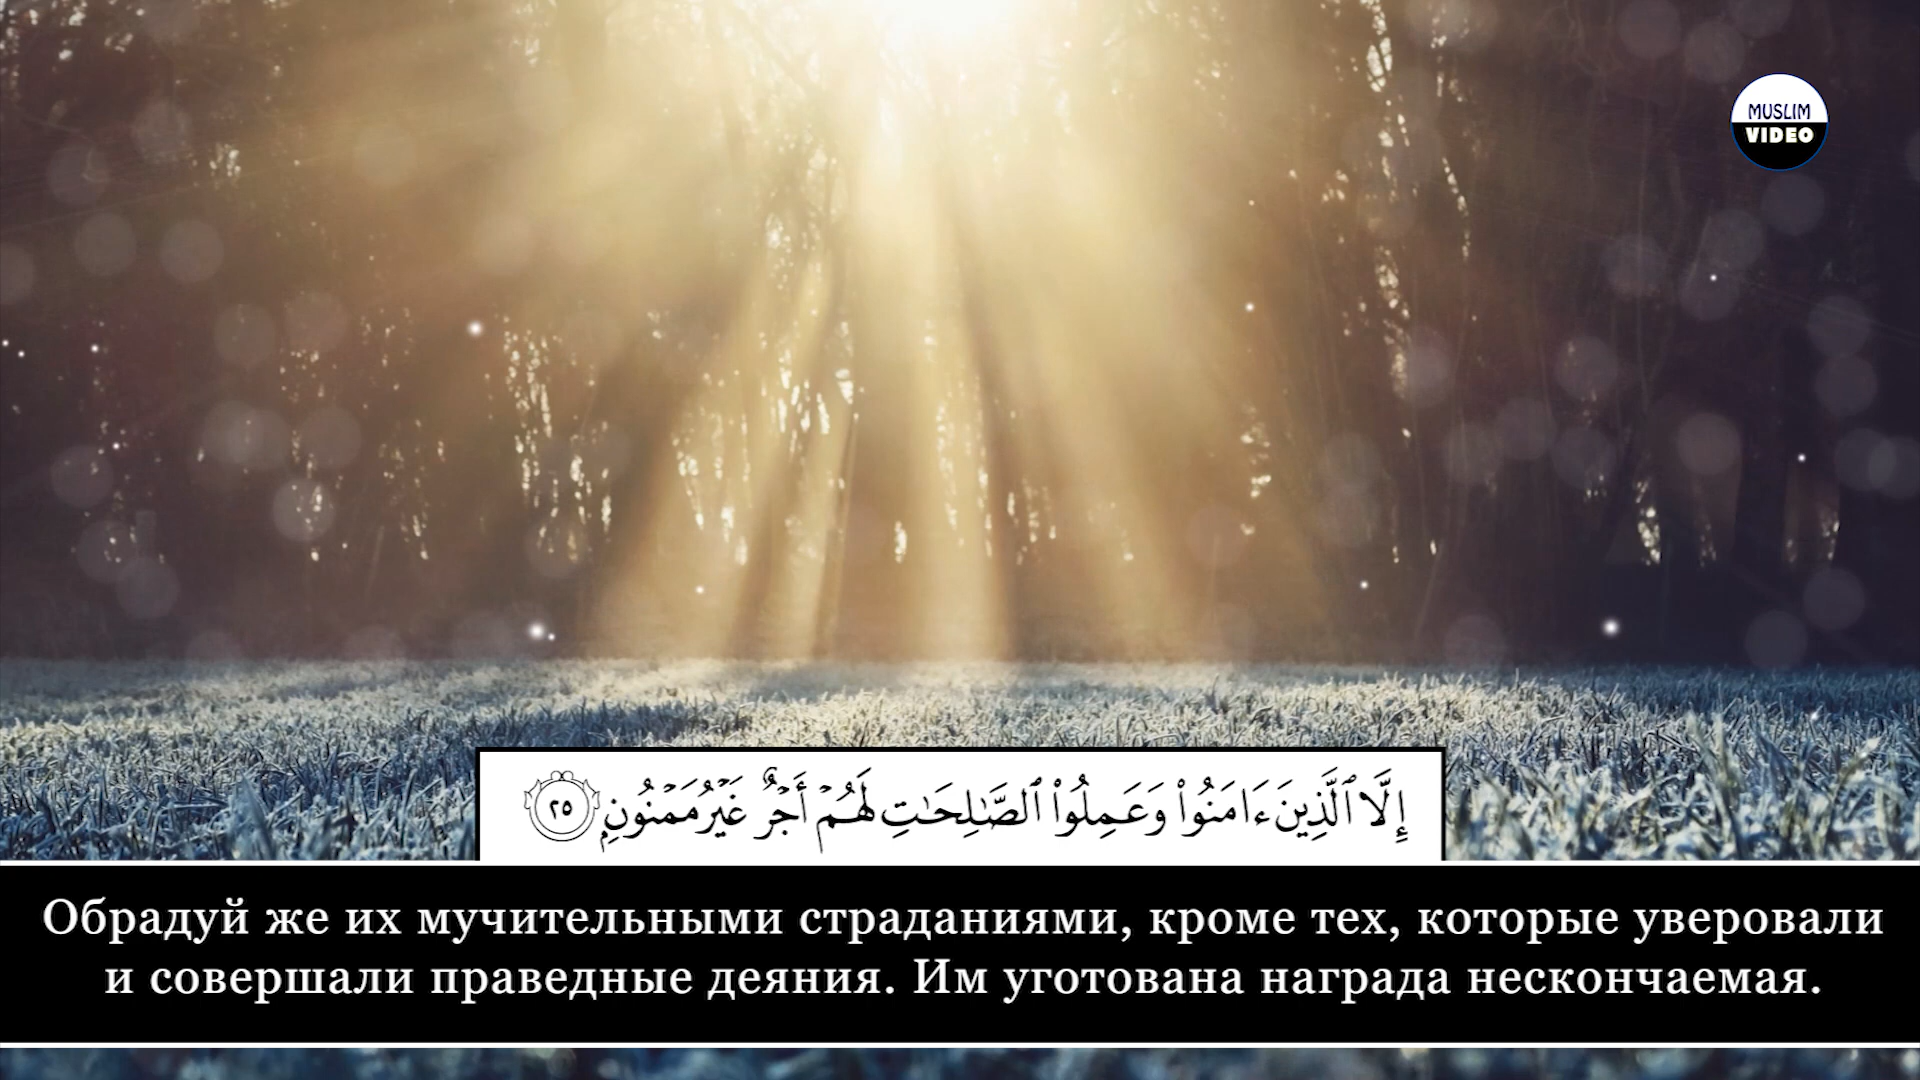 MUSLIM
VIDEO
إِلَّا ٱلَّذِينَ ءَامَنُوا۟ وَعَمِلُوا۟ ٱلصَّـٰلِحَـٰتِ لَهُمْ أَجْرٌ غَيْرُ مَمْنُونٍۭ ٢٥
Обрадуй же их мучительными страданиями, кроме тех, которые уверовали
и совершали праведные деяния. Им уготована награда нескончаемая.